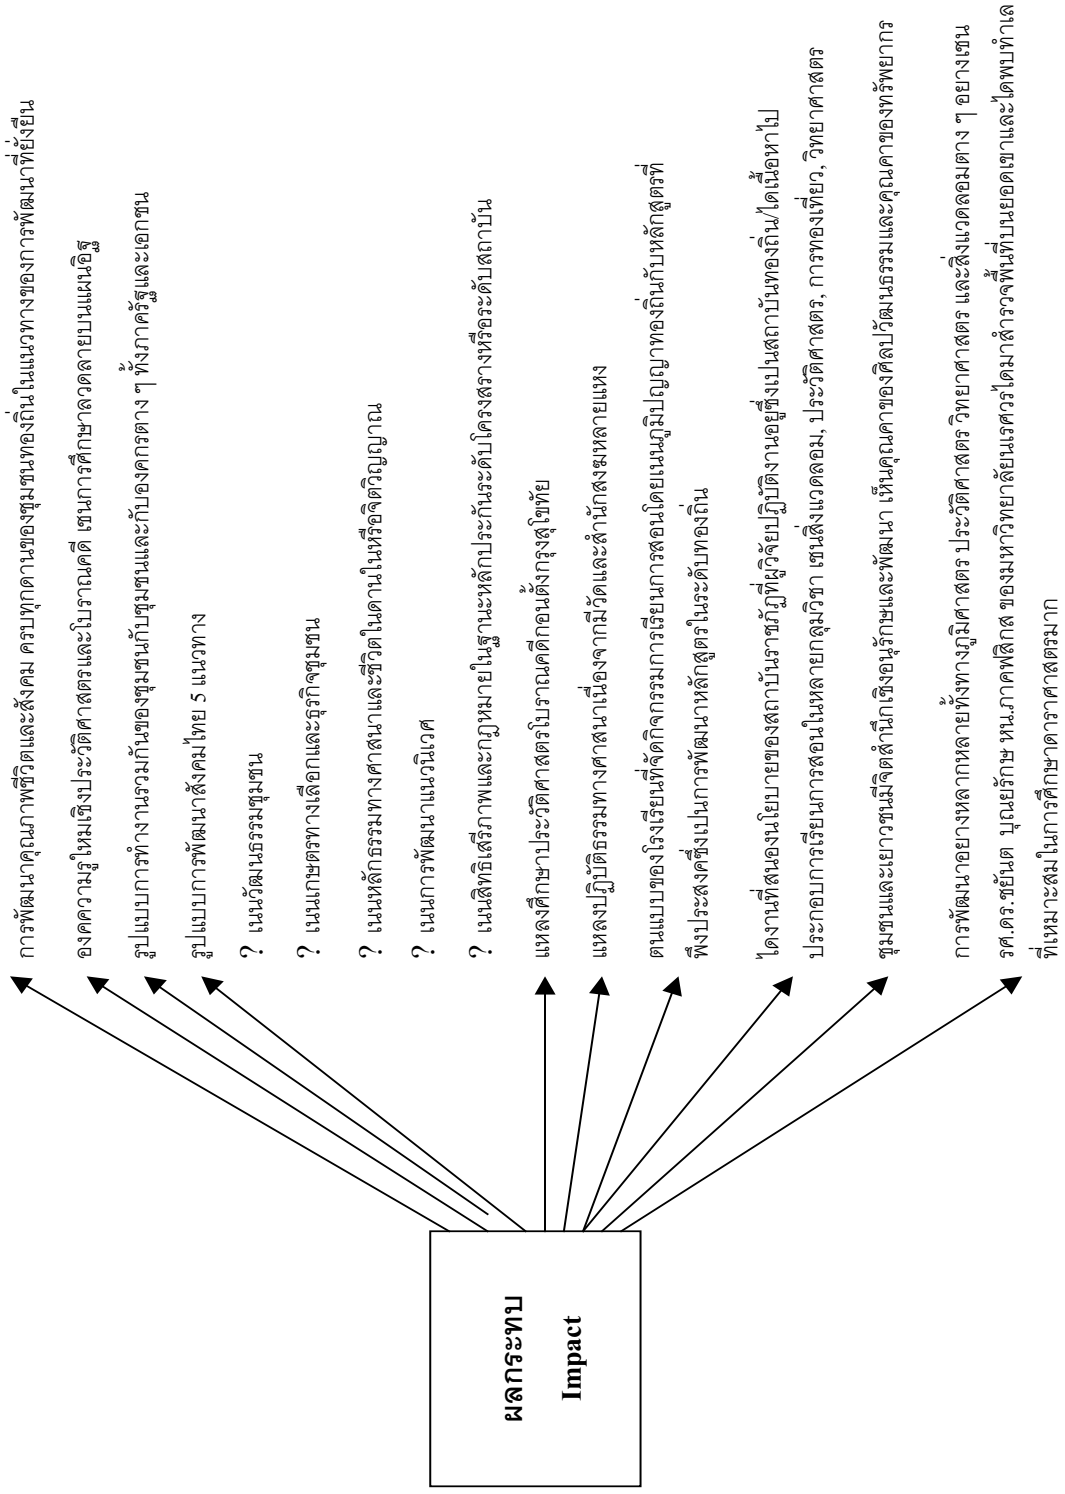 ผลกระทบ
Impact
การพัฒนาคุณภาพชีวิตและสังคม ครบทุกดานของชุมชนทองถิ่นในแนวทางของการพัฒนาที่ยั่งยืน
องคความรูใหมเชิงประวัติศาสตรและโบราณคดี เชนการศึกษาลวดลายบนแผนอิฐ
รูปแบบการทํางานรวมกันของชุมชนกับชุมชนและกับองคกรตาง ๆ ทั้งภาครัฐและเอกชน
รูปแบบการพัฒนาสังคมไทย 5 แนวทาง
? เนนวัฒนธรรมชุมชน
? เนนเกษตรทางเลือกและธุรกิจชุมชน
? เนนหลักธรรมทางศาสนาและชีวิตในดานในหรือจิตวิญญาณ
? เนนการพัฒนาแนวนิเวศ
? เนนสิทธิเสรีภาพและกฎหมายในฐานะหลักประกันระดับโครงสรางหรือระดับสถาบัน
แหลงศึกษาประวัติศาสตรโบราณคดีกอนตั้งกรุงสุโขทัย
แหลงปฏิบัติธรรมทางศาสนาเนื่องจากมีวัดและสํานักสงฆหลายแหง
ตนแบบของโรงเรียนที่จัดกิจกรรมการเรียนการสอนโดยเนนภูมิปญญาทองถิ่นกับหลักสูตรที่
พึงประสงคซึ่งเปนการพัฒนาหลักสูตรในระดับทองถิ่น
ไดงานที่สนองนโยบายของสถาบันราชภัฏที่ผูวิจัยปฏิบัติงานอยูซึ่งเปนสถาบันทองถิ่น/ไดเนื้อหาไป
ประกอบการเรียนการสอนในหลายกลุมวิชา เชนสิ่งแวดลอม, ประวัติศาสตร, การทองเที่ยว, วิทยาศาสตร
ชุมชนและเยาวชนมีจิตสํานึกเชิงอนุรักษและพัฒนา เห็นคุณคาของศิลปวัฒนธรรมและคุณคาของทรัพยากร
การพัฒนาอยางหลากหลายทั้งทางภูมิศาสตร ประวัติศาสตร วิทยาศาสตร และสิ่งแวดลอมตาง ๆ อยางเชน
รศ.ดร.ชยันต บุณยรักษ หน.ภาคฟสิกส ของมหาวิทยาลัยนเรศวรไดมาสํารวจพื้นที่บนยอดเขาและไดพบทําเล
ที่เหมาะสมในการศึกษาดาราศาสตรมาก